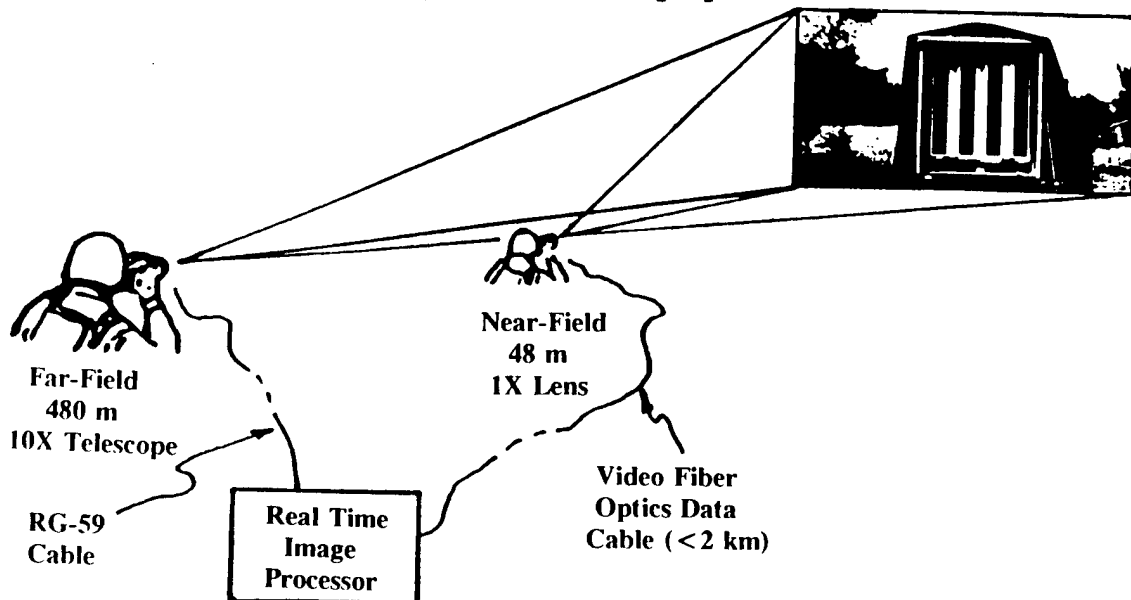 Far-Field
480 m
10X Telescope
Near-Field
48 m
1X Lens
RG-59
Cable
Real Time
Image
Processor
Video Fiber
Optics Data
Cable (<2 km)